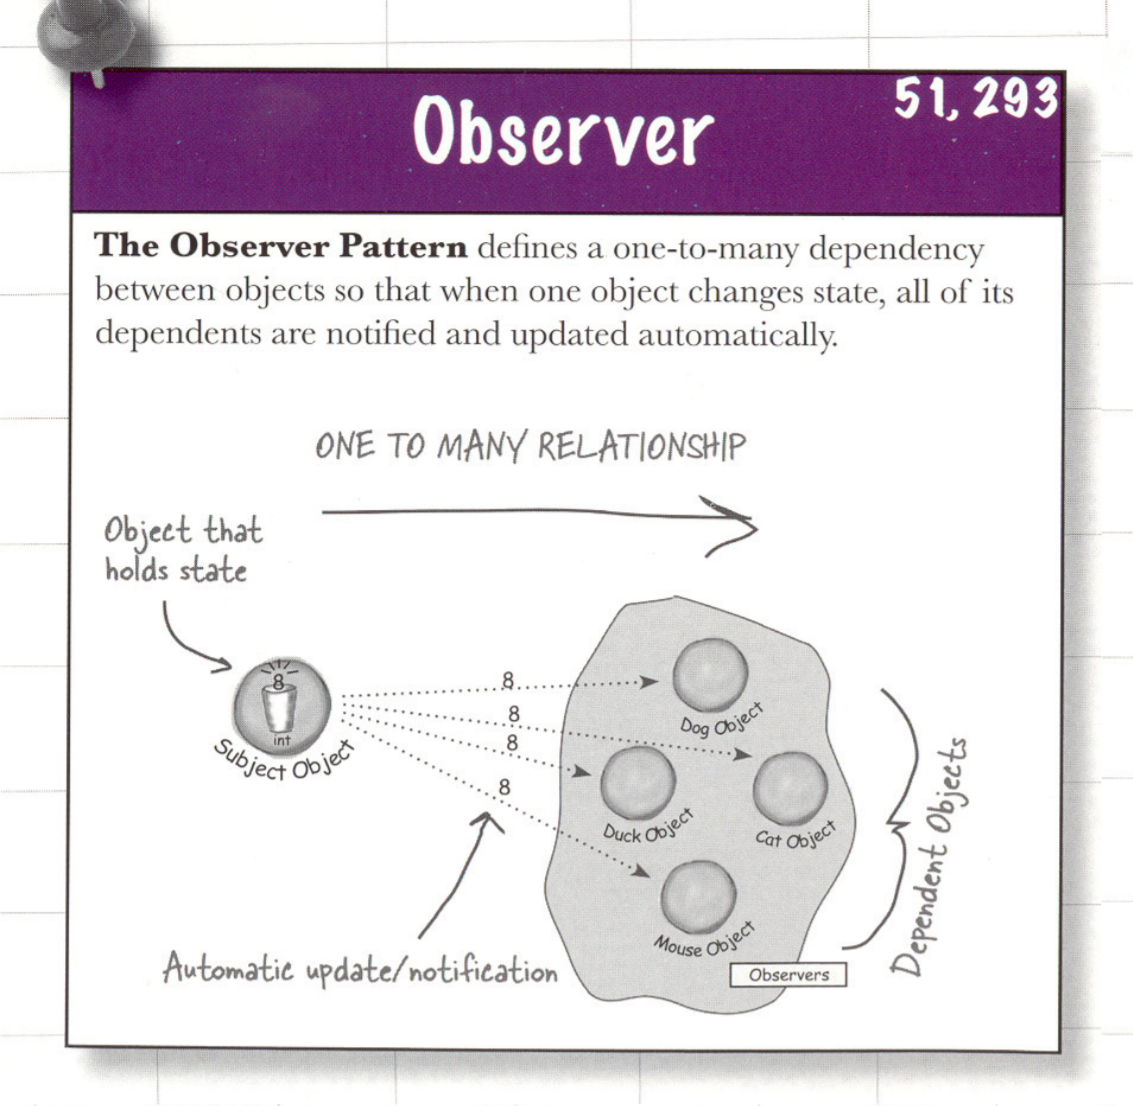 51, 293
Observer
The Observer Pattern defines a one-to-many dependency
between objects so that when one object changes state, all of its
dependents are notified and updated automatically.
ONE TO MANY RELATIONSHIP
Object that
holds state
8
int
Subject Object
8
8
8
8
Dog Object
Duck Object
Cat Object
Mouse Object
Observers
Dependent Objects
Automatic update/notification